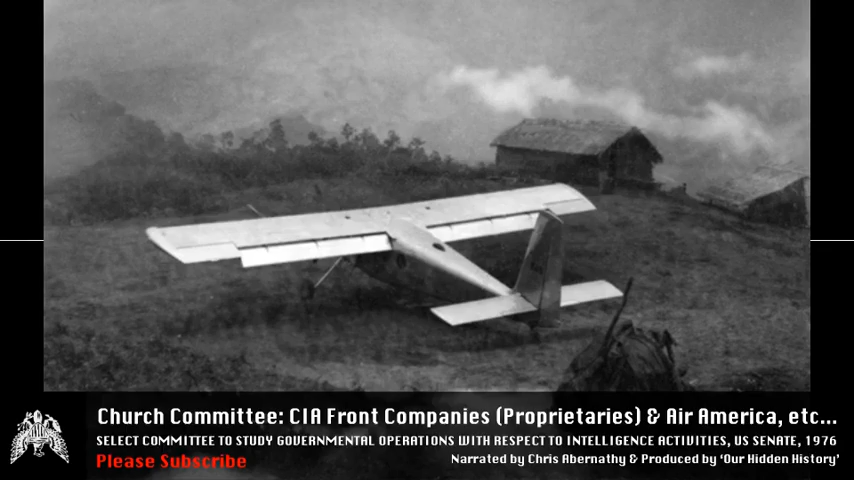 Church Committee: CIA Front Companies (Proprietaries) & Air America, etc...
SELECT COMMITTEE TO STUDY GOVERNMENTAL OPERATIONS WITH RESPECT TO INTELLIGENCE ACTIVITIES, US SENATE, 1976
Please Subscribe
Narrated by Chris Abernathy & Produced by ‘Our Hidden History’